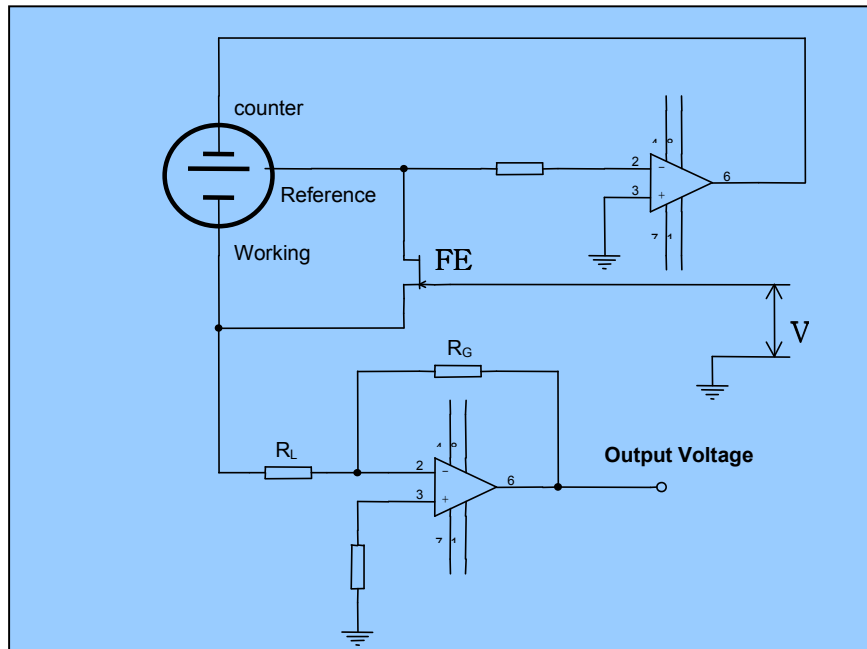 counter
Reference
Working
2
3
6
FE
V
RG
RL
2
3
6
Output Voltage